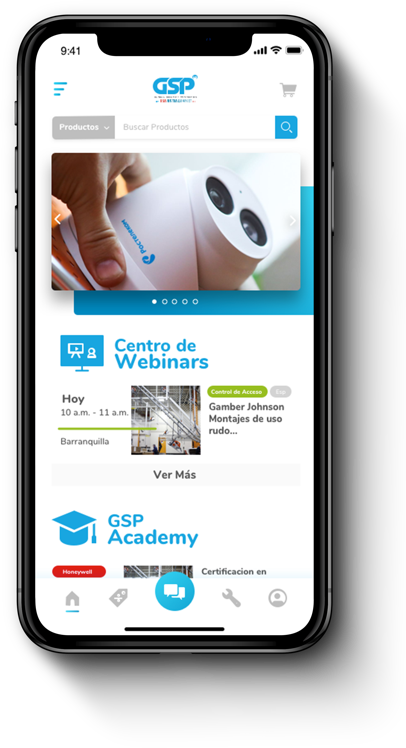 9:41
GSP
Productos
Buscar Productos
Ростелеком
Centro de
Webinars
Hoy
10 a.m. - 11 a.m.
Barranquilla
Control de Acceso
Gamber Johnson
Montajes de uso
rudo...
Ver Más
GSP
Academy
Honeywell
Certificacion en